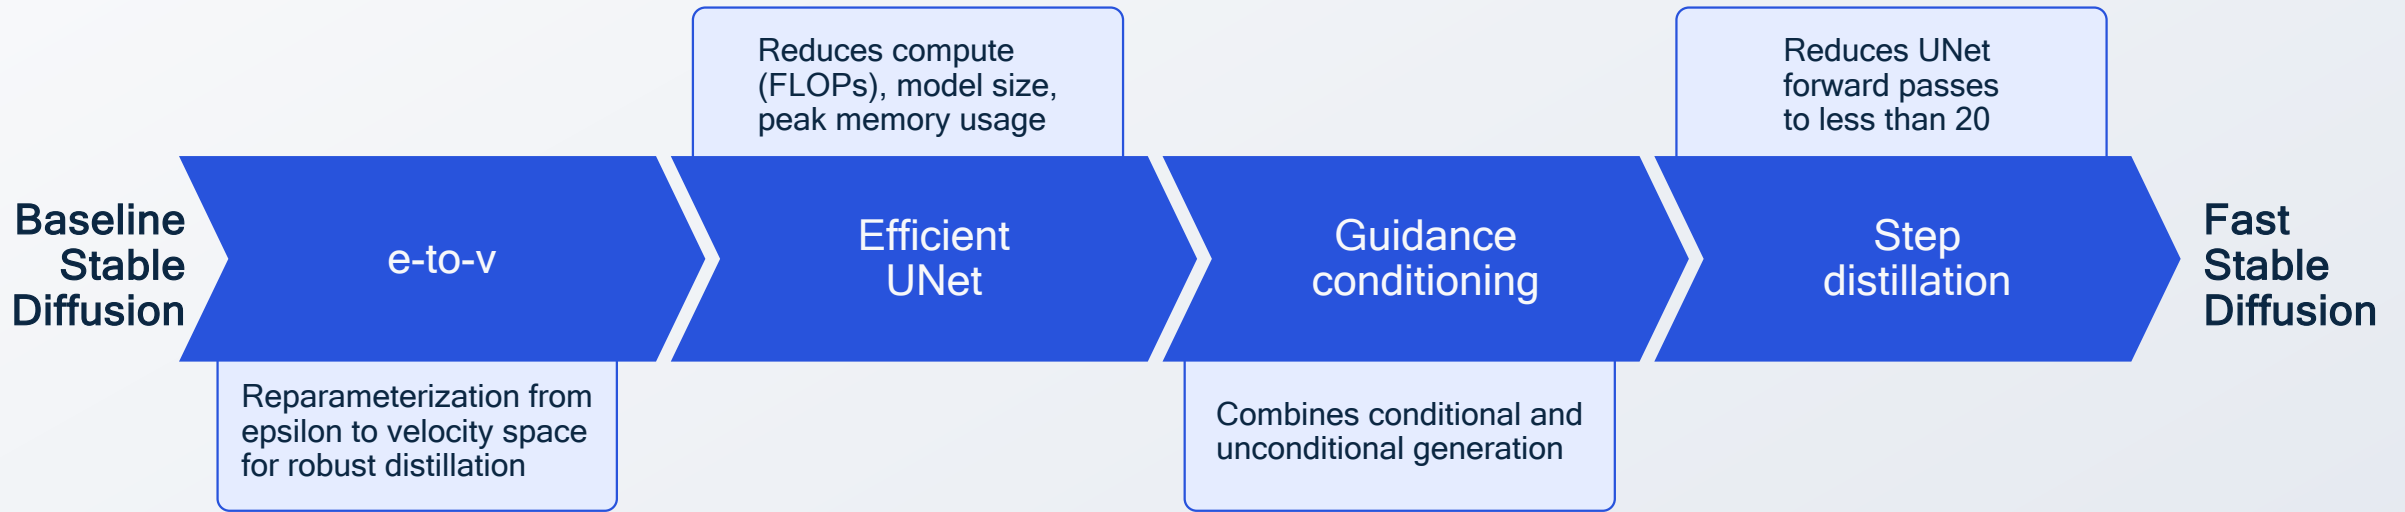 Baseline
Stable
Diffusion
e-to-v
Reparameterization from
epsilon to velocity space
for robust distillation
Reduces compute
(FLOPs), model size,
peak memory usage
Efficient
UNet
Guidance
conditioning
Combines conditional and
unconditional generation
Reduces UNet
forward passes
to less than 20
Step
distillation
Fast
Stable
Diffusion